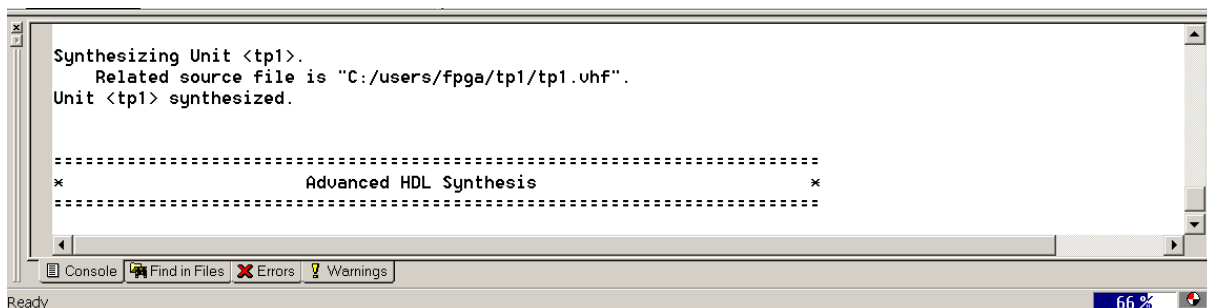 Synthesizing Unit <tp1>.
Related source file is "C:/users/fpga/tp1/tp1.vhf".
Unit <tp1> synthesized.
=========================================================================
*                       Advanced HDL Synthesis                          *
=========================================================================
Console Find in Files Errors Warnings
Ready 66 %